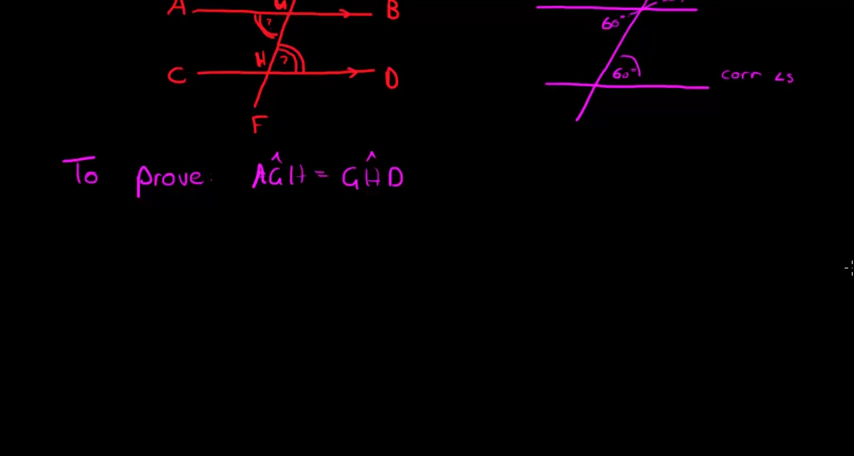 A G B
60°
H ?
?
C D
60° corr ∠s
F
To prove. AĜH = GĤD